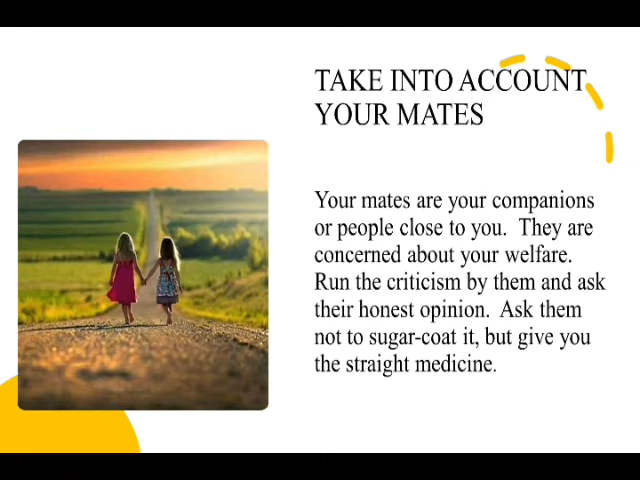 TAKE INTO ACCOUNT
YOUR MATES
Your mates are your companions
or people close to you.  They are
concerned about your welfare.
Run the criticism by them and ask
their honest opinion.  Ask them
not to sugar-coat it, but give you
the straight medicine.